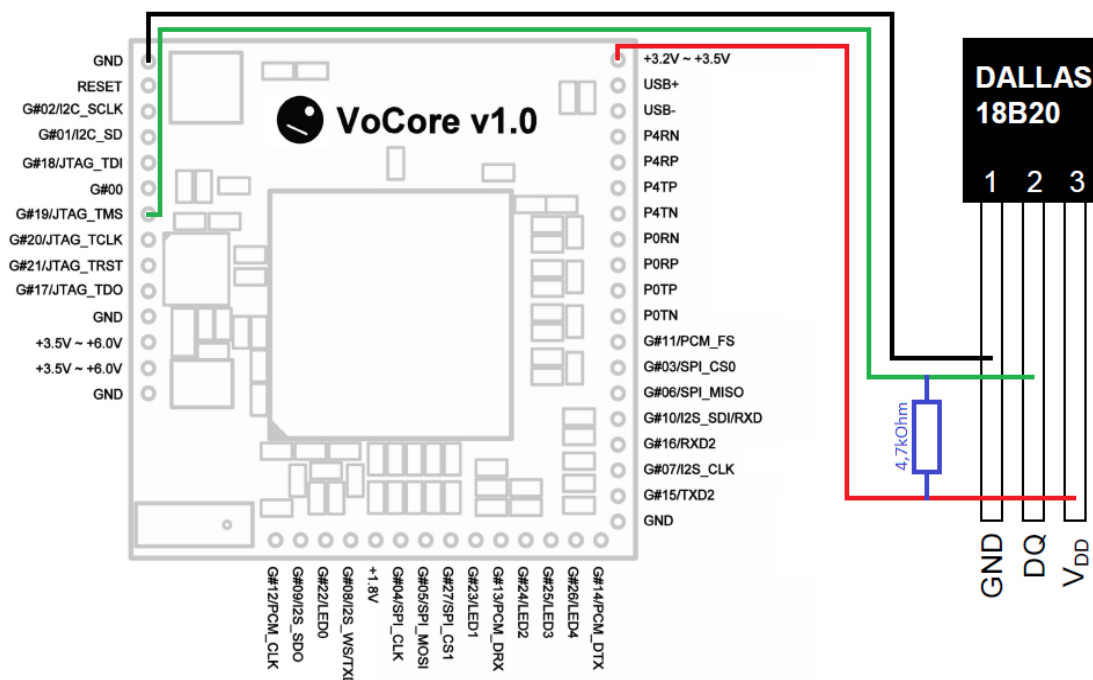 GND
RESET
G#02/I2C_SCLK
G#01/I2C_SD
G#18/JTAG_TDI
G#00
G#19/JTAG_TMS
G#20/JTAG_TCLK
G#21/JTAG_TRST
G#17/JTAG_TDO
GND
+3.5V ~ +6.0V
+3.5V ~ +6.0V
GND
VoCore v1.0
+3.2V ~ +3.5V
USB+
USB-
P4RN
P4RP
P4TP
P4TN
P0RN
P0RP
P0TP
P0TN
G#11/PCM_FS
G#03/SPI_CS0
G#06/SPI_MISO
G#10/I2S_SDI/RXD
G#16/RXD2
G#07/I2S_CLK
G#15/TXD2
GND
G#12/PCM_CLK
G#09/I2S_SDO
G#22/LED0
G#08/I2S_WS/TXD
+1.8V
G#04/SPI_CLK
G#05/SPI_MOSI
G#27/SPI_CS1
G#23/LED1
G#13/PCM_DRX
G#24/LED2
G#25/LED3
G#26/LED4
G#14/PCM_DTX
4,7kOhm
DALLAS
18B20
1 2 3
GND
DQ
VDD